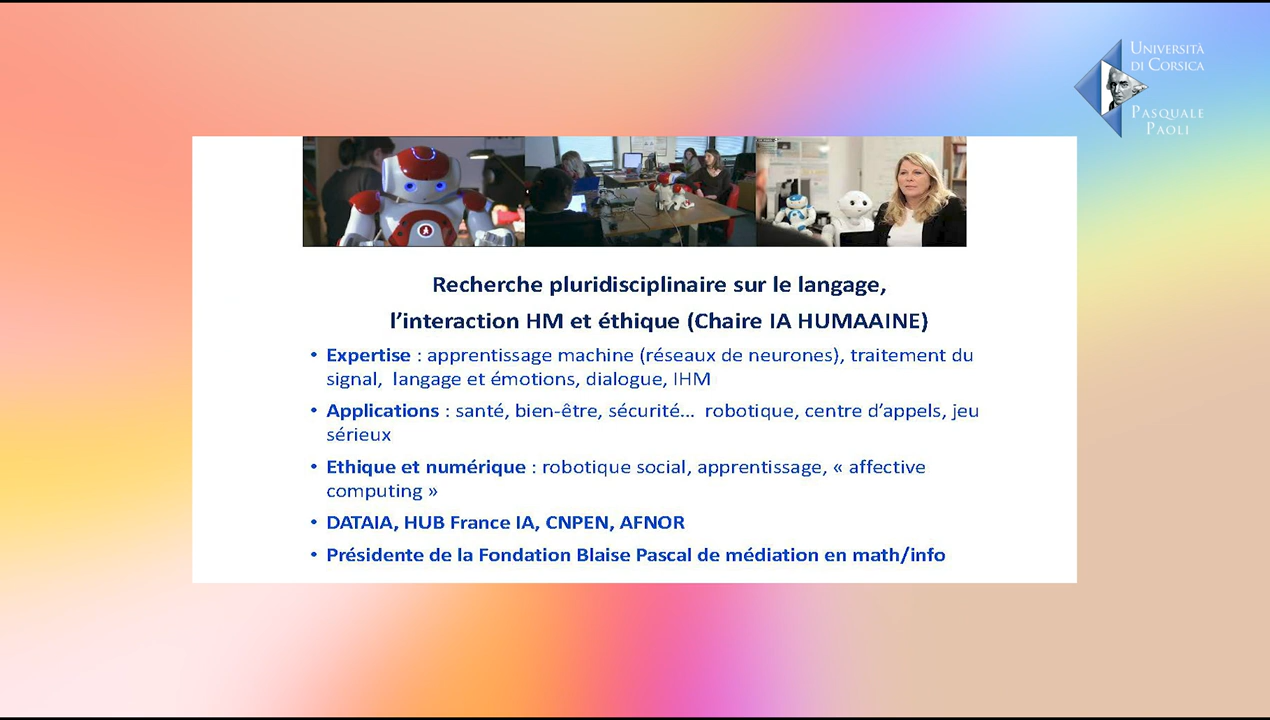 UNIVERSITÀ
DI CORSICA
PASQUALE
PAOLI
Recherche pluridisciplinaire sur le langage,
l’interaction HM et éthique (Chaire IA HUMAAINE)
• Expertise : apprentissage machine (réseaux de neurones), traitement du
signal, langage et émotions, dialogue, IHM
• Applications : santé, bien-être, sécurité... robotique, centre d’appels, jeu
sérieux
• Ethique et numérique : robotique social, apprentissage, « affective
computing »
• DATAIA, HUB France IA, CNPEN, AFNOR
• Présidente de la Fondation Blaise Pascal de médiation en math/info